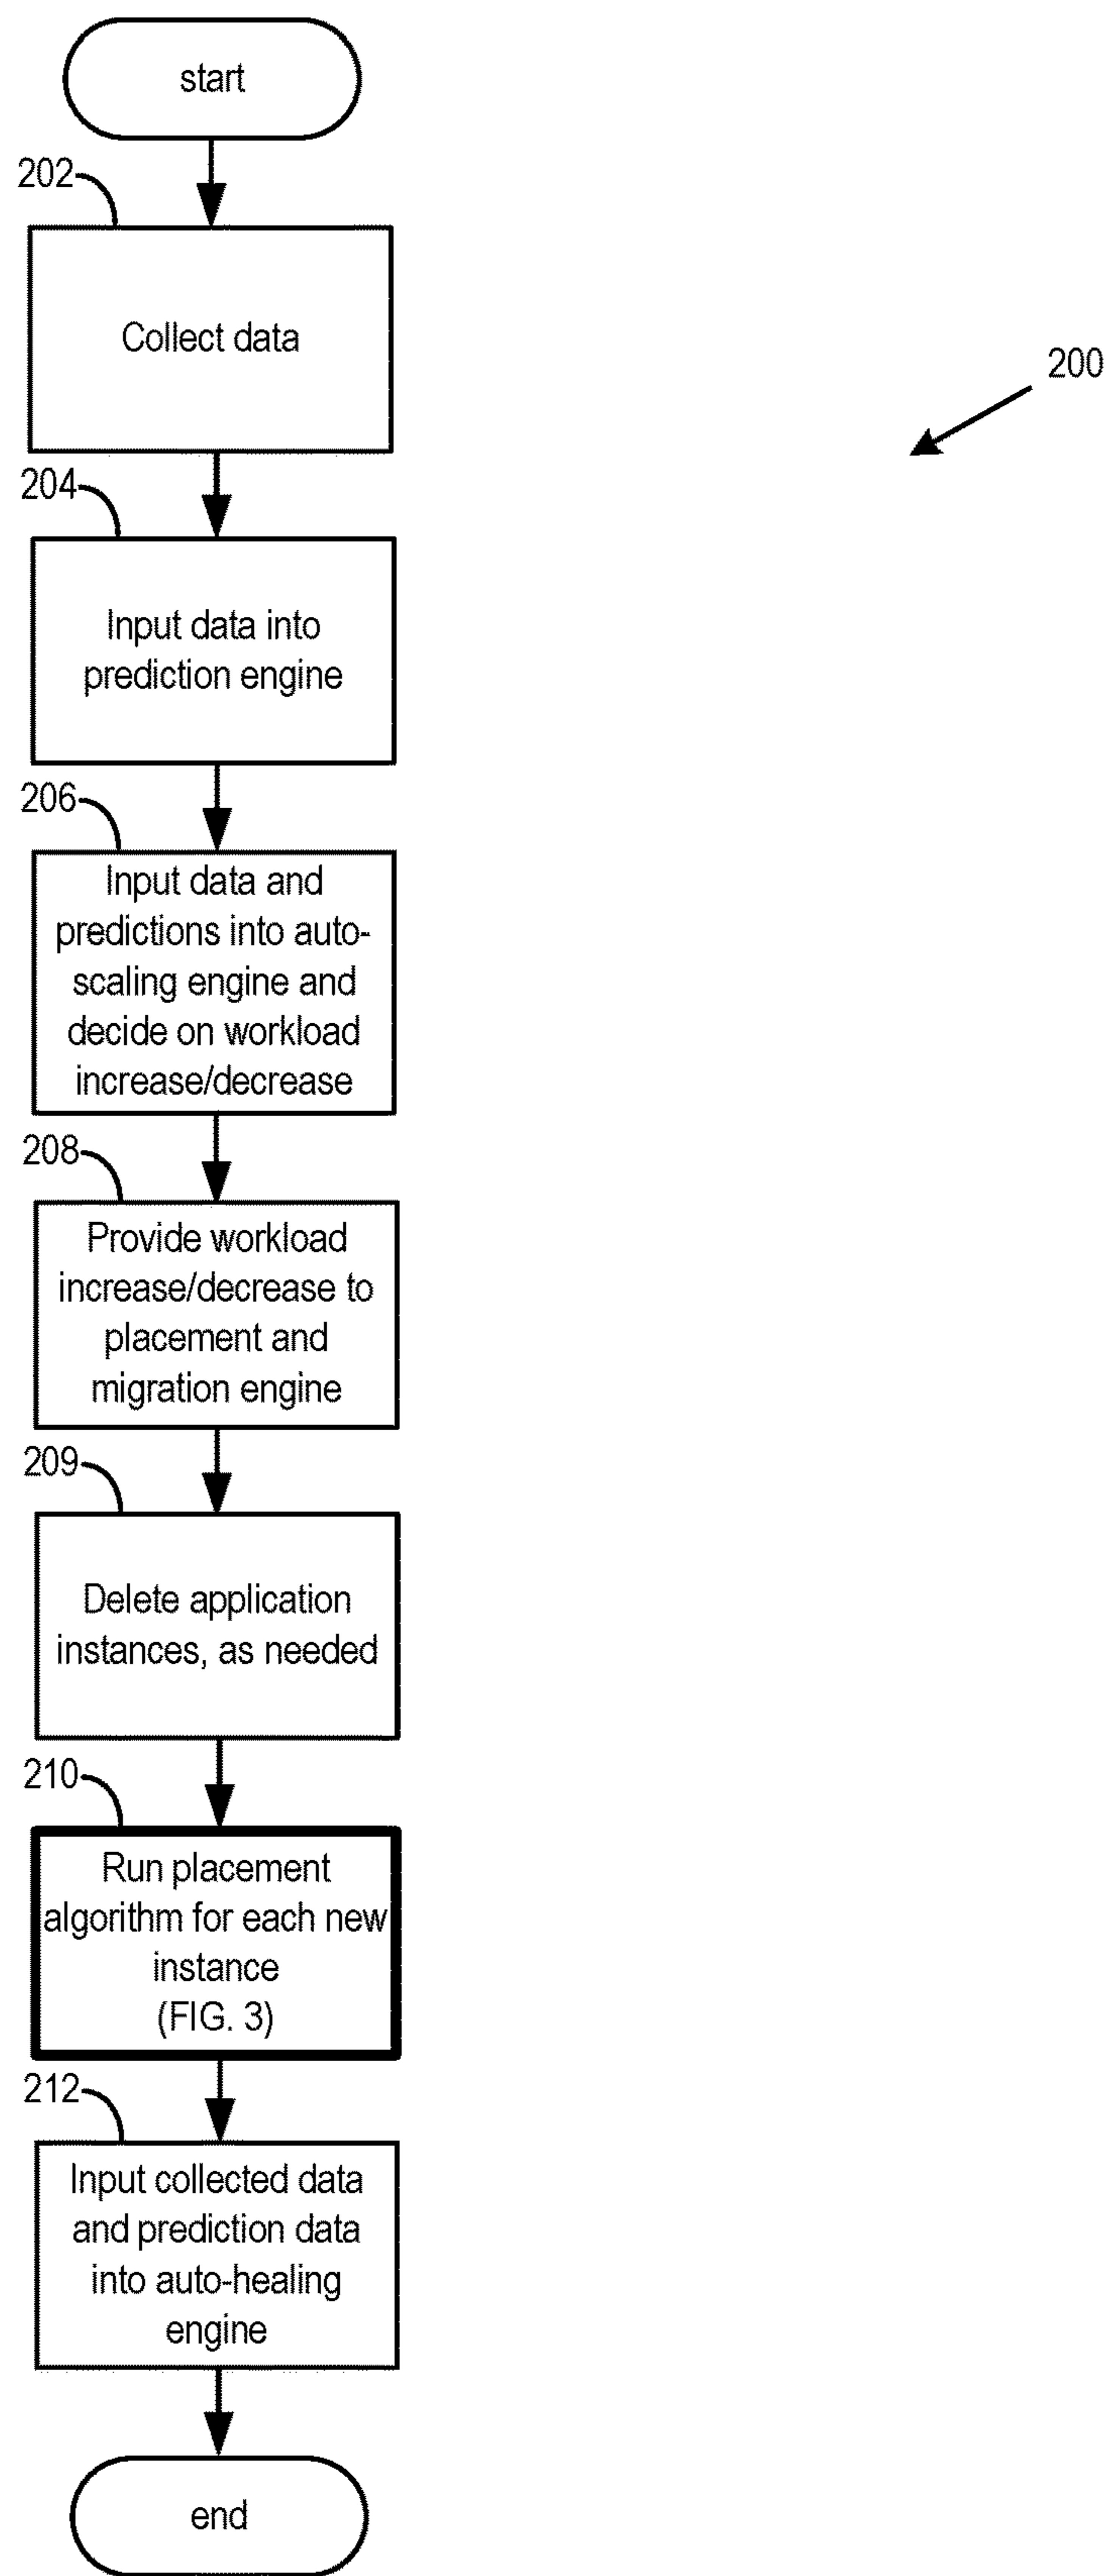 start
202
Collect data
200
204
Input data into
prediction engine
206
Input data and
predictions into auto-
scaling engine and
decide on workload
increase/decrease
208
Provide workload
increase/decrease to
placement and
migration engine
209
Delete application
instances, as needed
210
Run placement
algorithm for each new
instance
(FIG. 3)
212
Input collected data
and prediction data
into auto-healing
engine
end